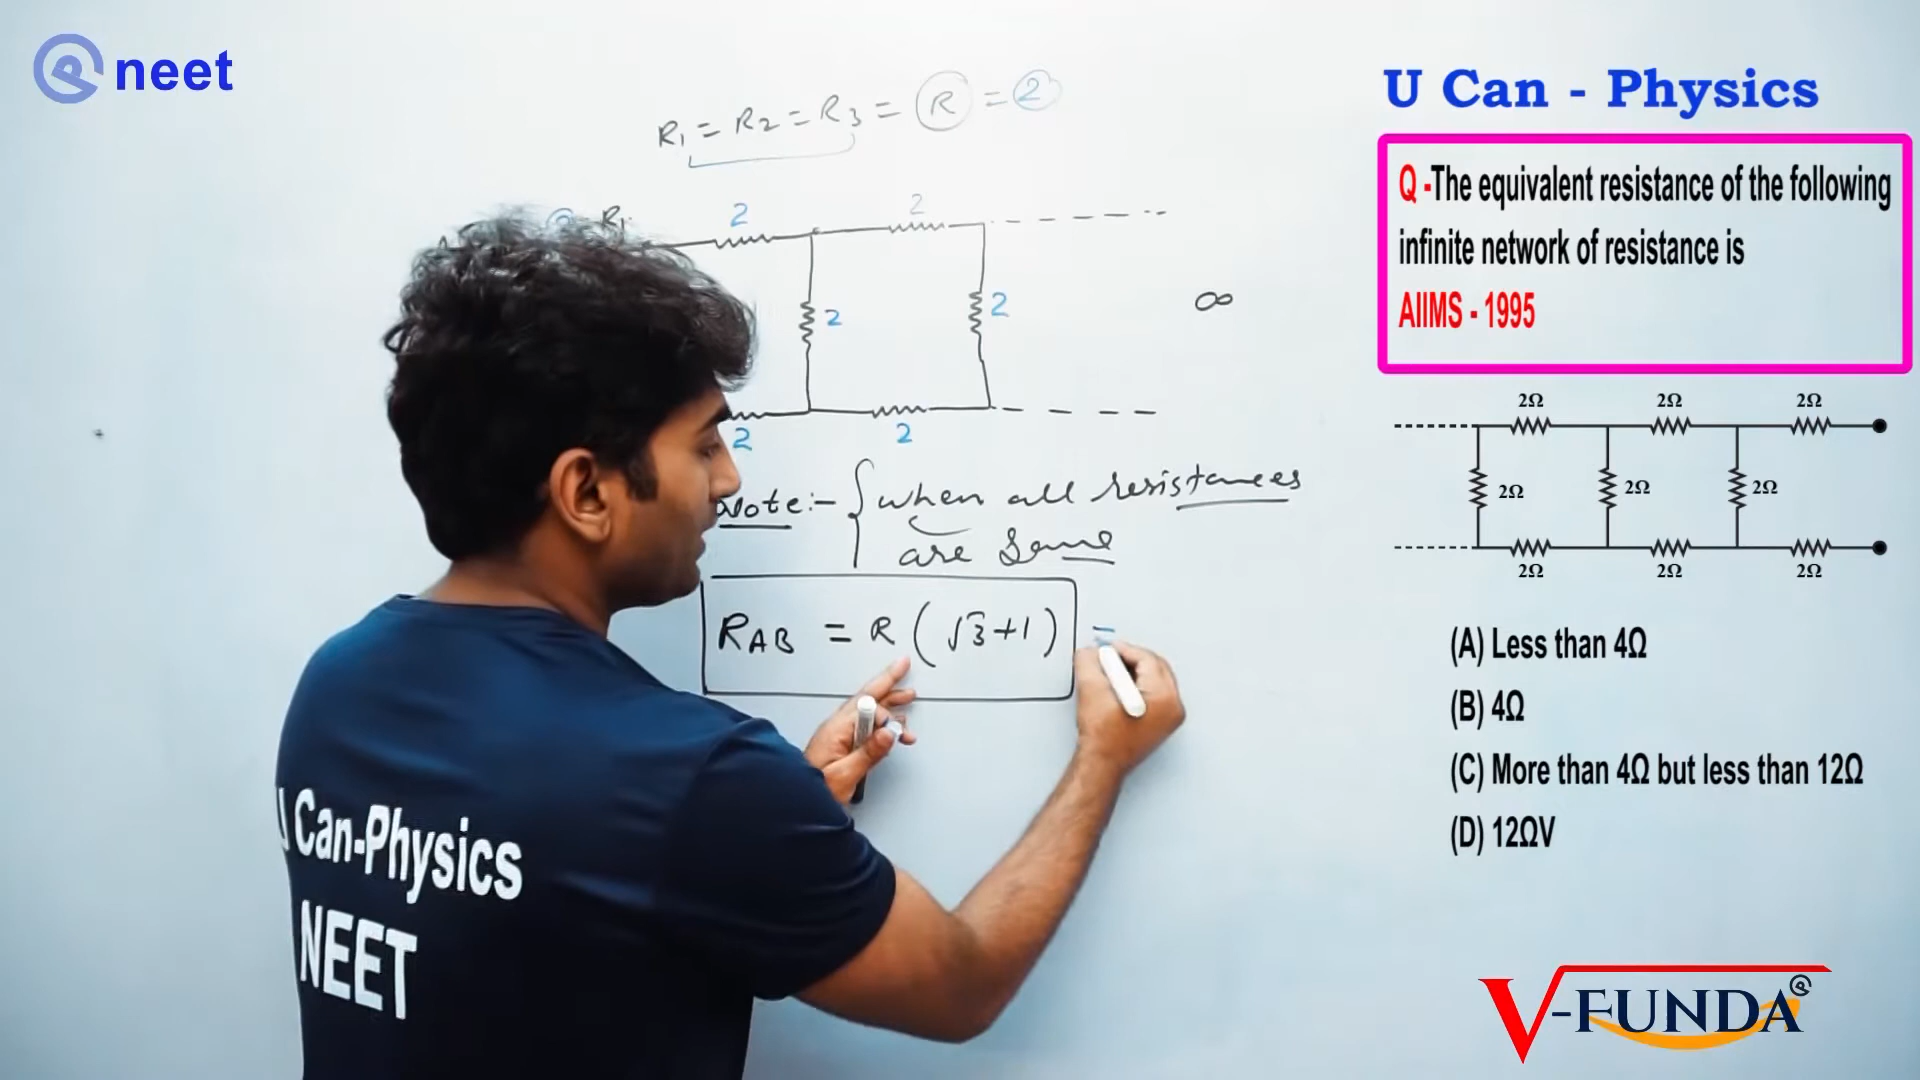 neet
R1 = R2 = R3 = R = 2
R1
2
2
2
2
∞
2
2
Note:- { when all resistances
are same
RAB = R (√3+1) =
U Can-Physics
NEET
U Can - Physics
Q -The equivalent resistance of the following
infinite network of resistance is
AIIMS - 1995
2Ω 2Ω 2Ω
2Ω 2Ω 2Ω
2Ω 2Ω 2Ω
(A) Less than 4Ω
(B) 4Ω
(C) More than 4Ω but less than 12Ω
(D) 12ΩV
V-FUNDA